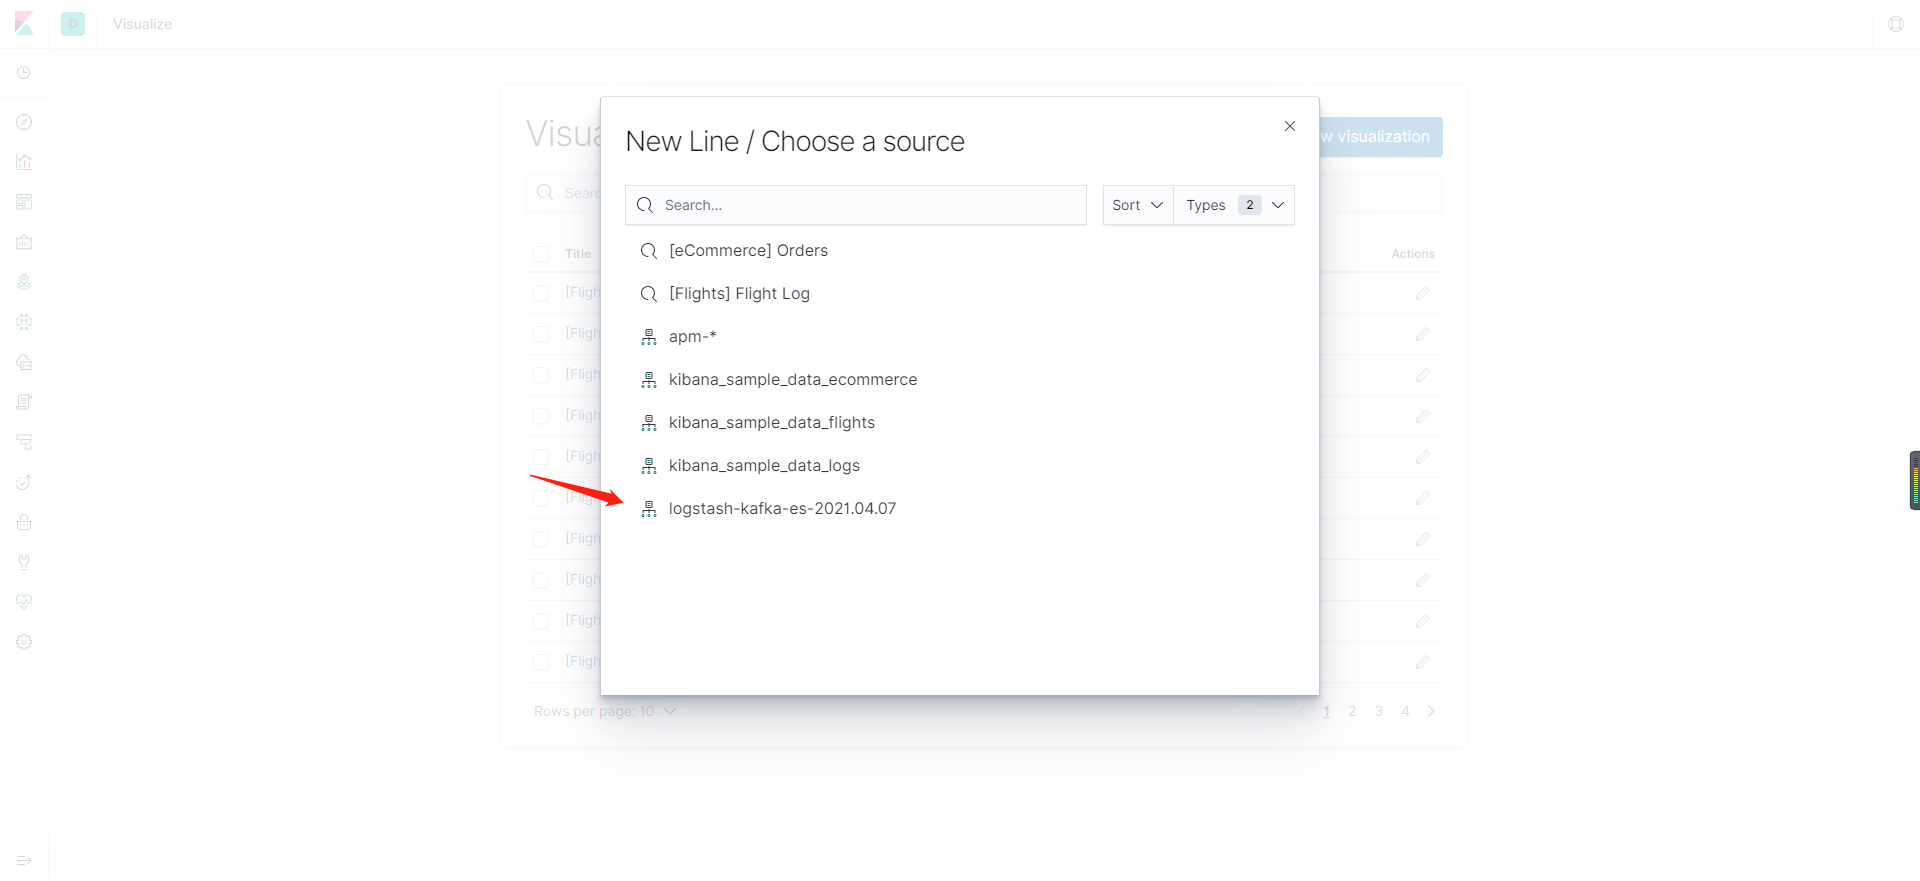 D
Visualize
Visua
w visualization
New Line / Choose a source
Searc
Search...
Sort
Types 2
Title
Actions
[eCommerce] Orders
[Flights] Flight Log
apm-*
kibana_sample_data_ecommerce
kibana_sample_data_flights
kibana_sample_data_logs
logstash-kafka-es-2021.04.07
[Fligh
[Fligh
[Fligh
[Fligh
[Fligh
[Fligh
[Fligh
[Fligh
[Fligh
[Fligh
Rows per page: 10
1 2 3 4